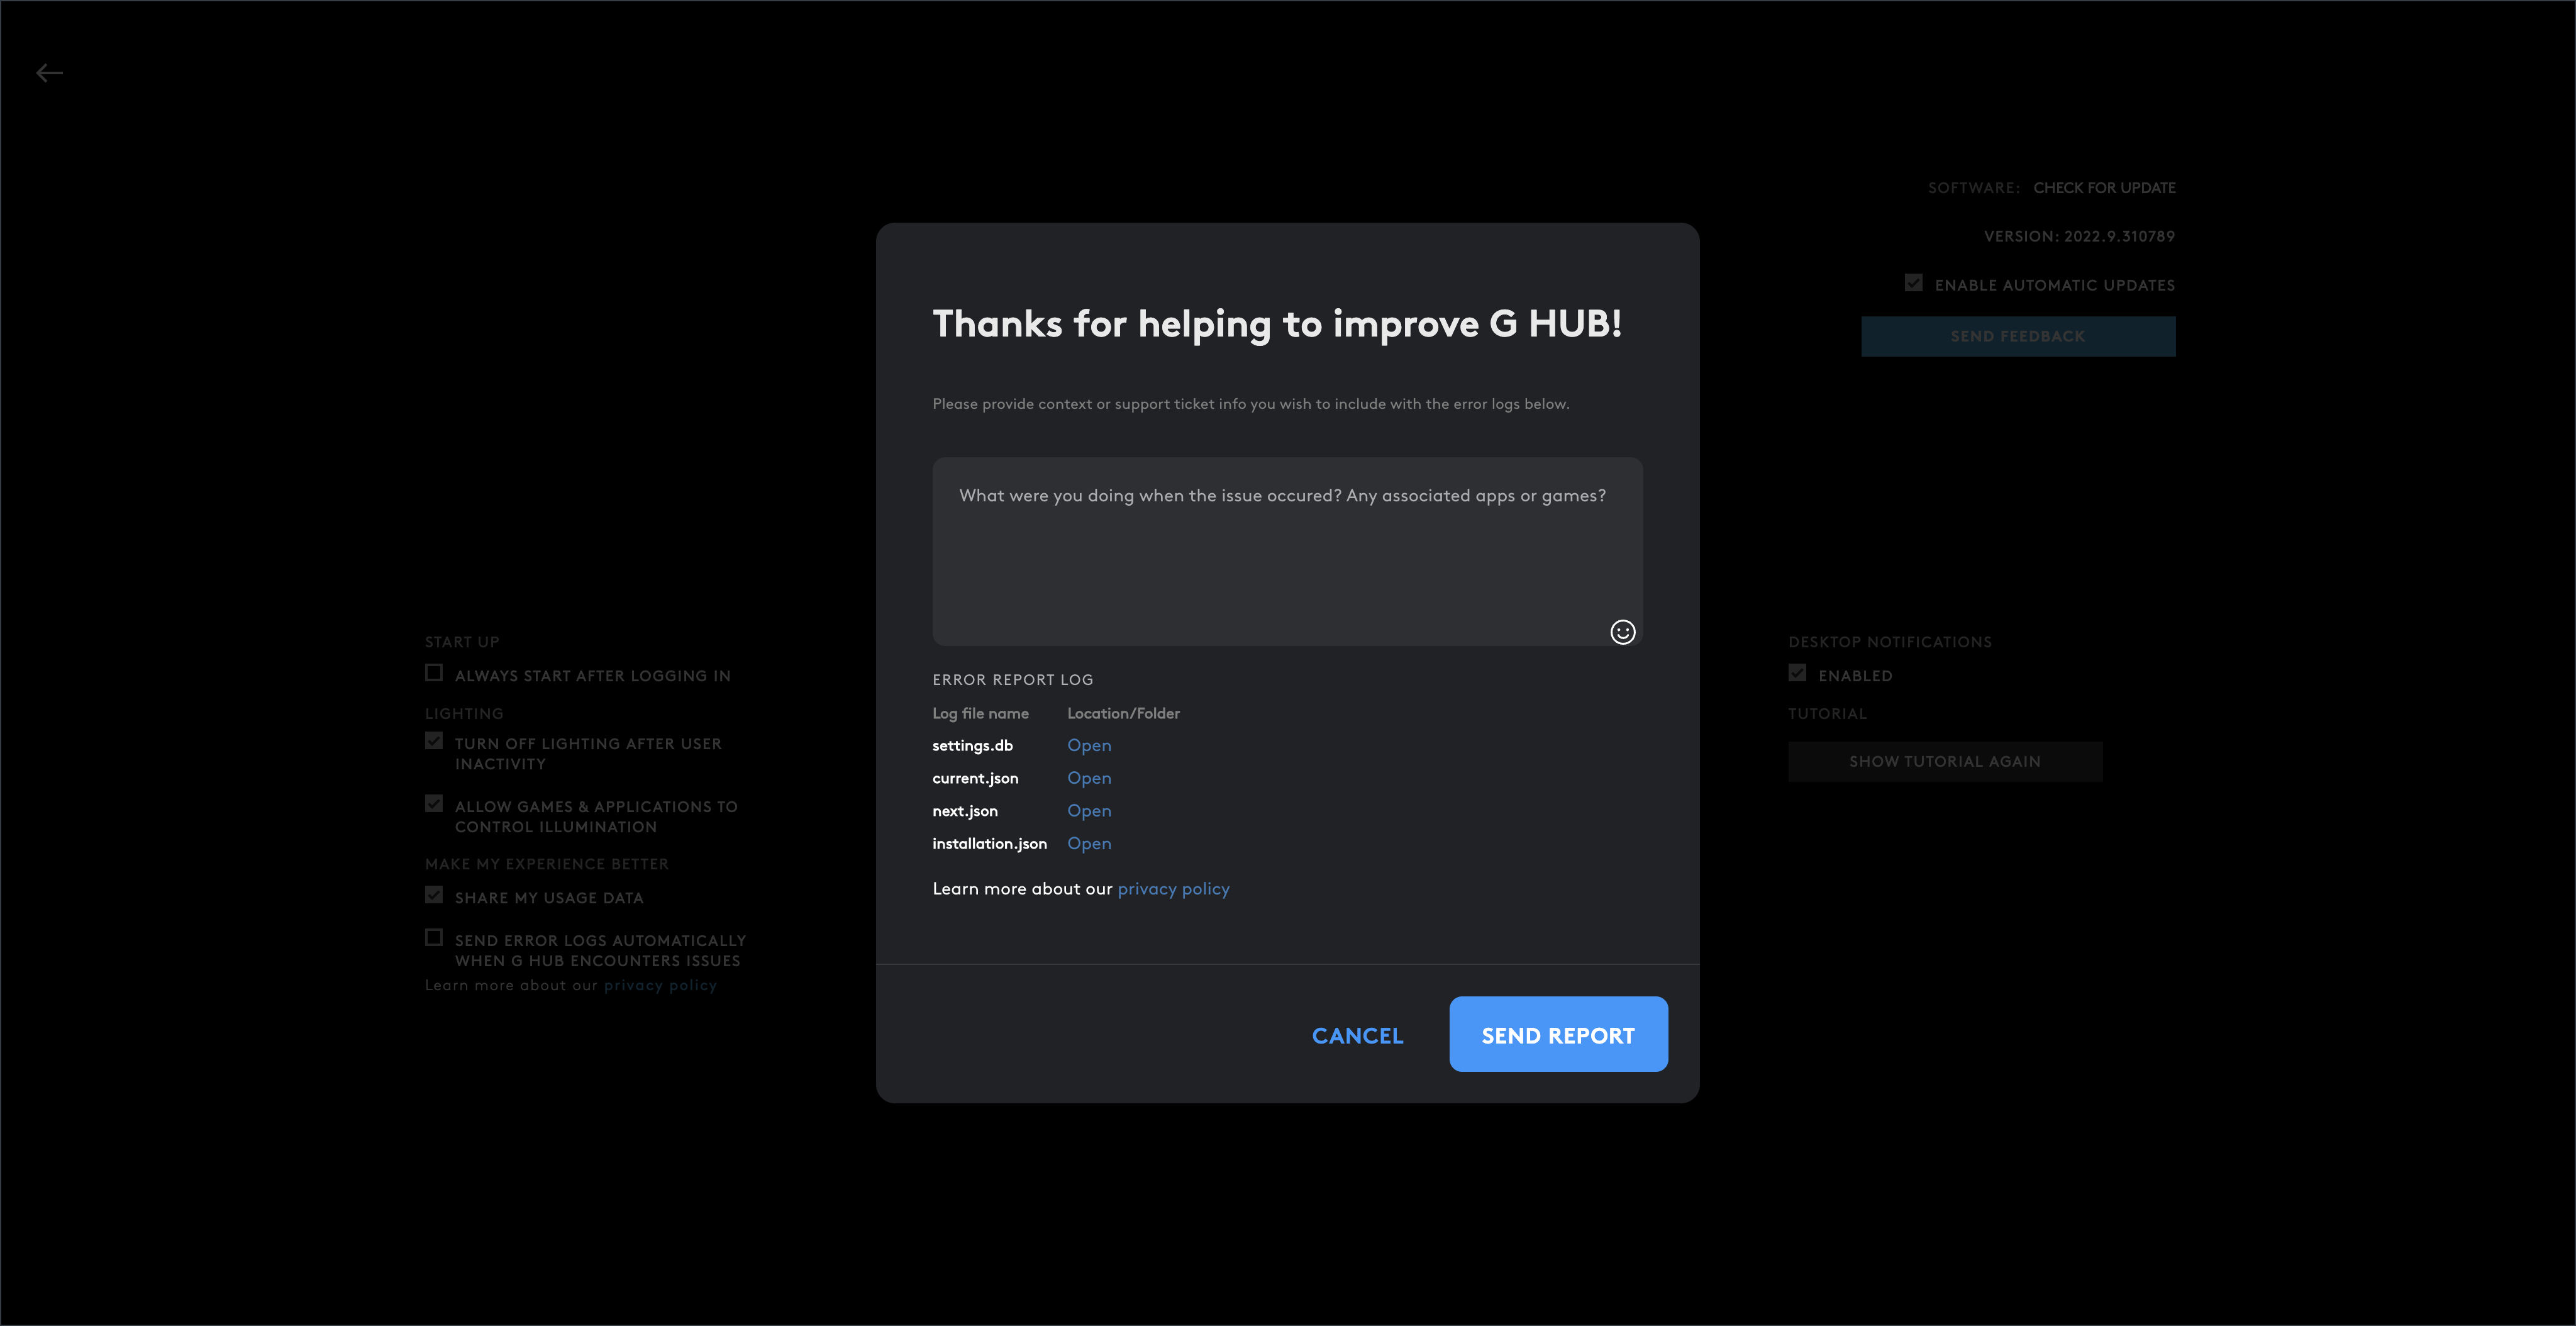 SOFTWARE: CHECK FOR UPDATE
VERSION: 2022.9.310789
ENABLE AUTOMATIC UPDATES
SEND FEEDBACK
Thanks for helping to improve G HUB!
Please provide context or support ticket info you wish to include with the error logs below.
What were you doing when the issue occured? Any associated apps or games?
ERROR REPORT LOG
Log file name Location/Folder
settings.db Open
current.json Open
next.json Open
installation.json Open
Learn more about our privacy policy
CANCEL SEND REPORT
START UP
ALWAYS START AFTER LOGGING IN
LIGHTING
TURN OFF LIGHTING AFTER USER
INACTIVITY
ALLOW GAMES & APPLICATIONS TO
CONTROL ILLUMINATION
MAKE MY EXPERIENCE BETTER
SHARE MY USAGE DATA
SEND ERROR LOGS AUTOMATICALLY
WHEN G HUB ENCOUNTERS ISSUES
Learn more about our privacy policy
DESKTOP NOTIFICATIONS
ENABLED
TUTORIAL
SHOW TUTORIAL AGAIN